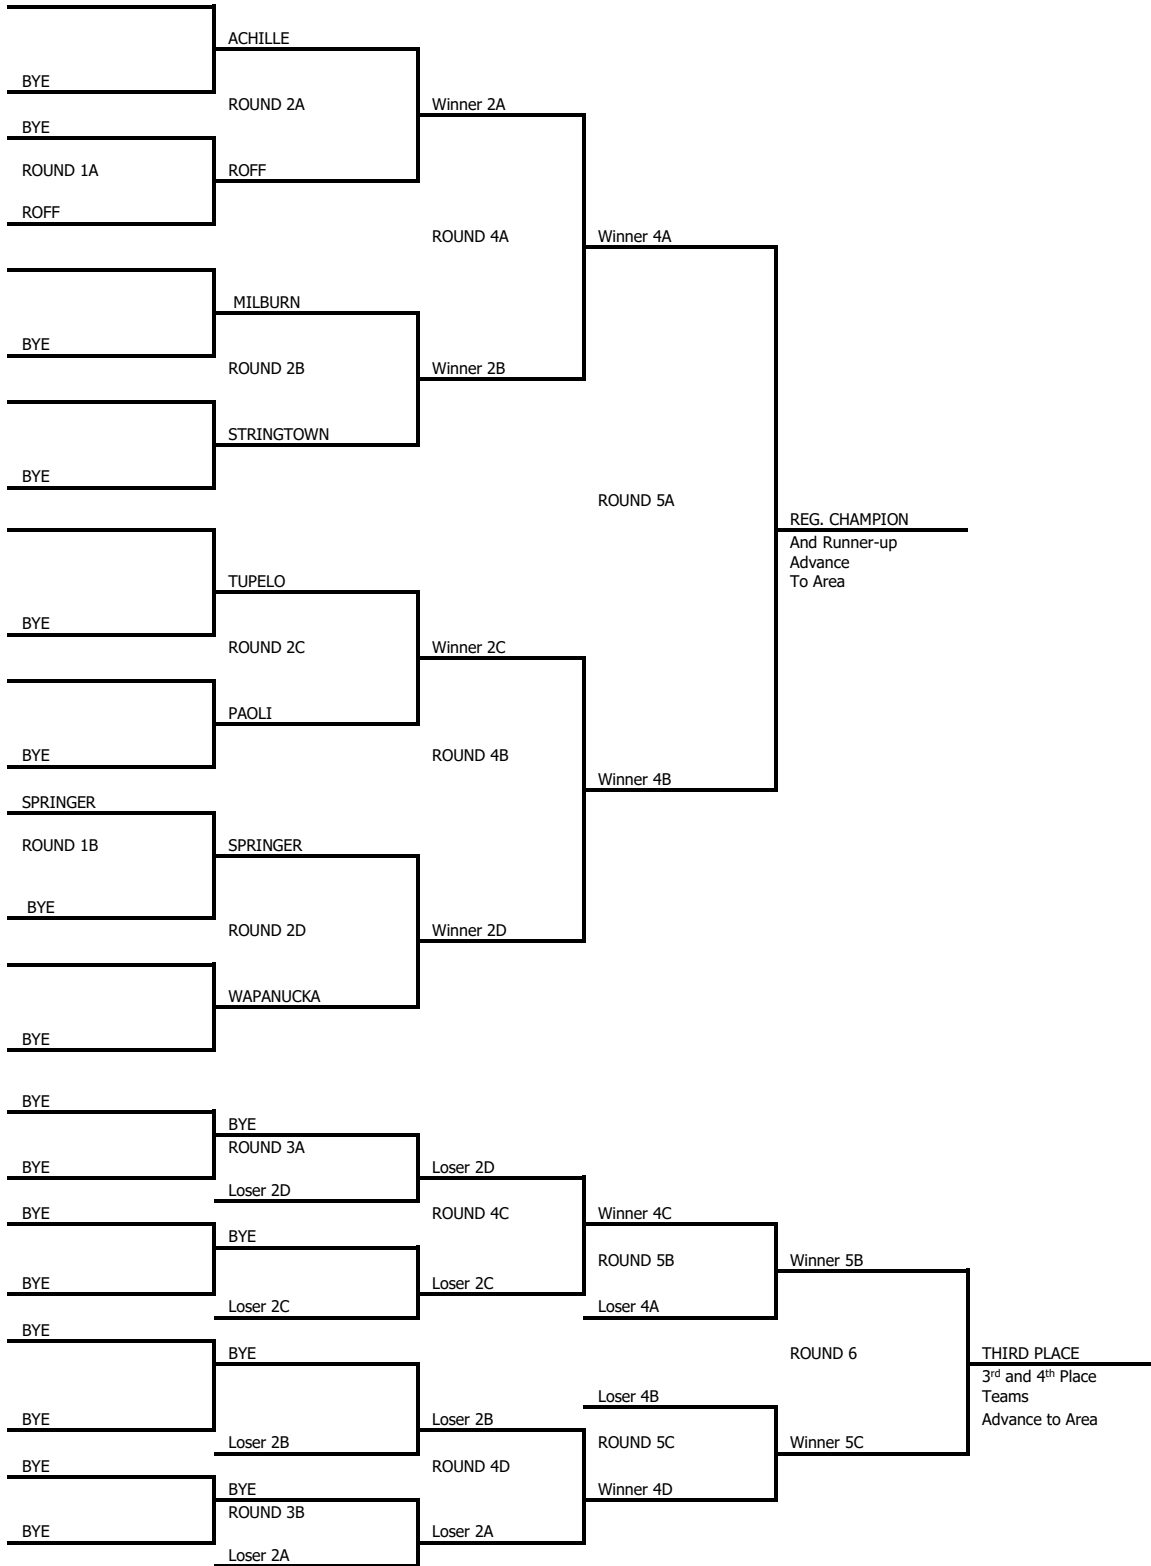 ACHILLE
BYE
ROUND 2A
Winner 2A
BYE
ROUND 1A
ROFF
ROFF
ROUND 4A
Winner 4A
MILBURN
BYE
ROUND 2B
Winner 2B
STRINGTOWN
BYE
ROUND 5A
REG. CHAMPION
And Runner-up
Advance
To Area
TUPELO
BYE
ROUND 2C
Winner 2C
PAOLI
BYE
ROUND 4B
Winner 4B
SPRINGER
ROUND 1B
SPRINGER
BYE
ROUND 2D
Winner 2D
WAPANUCKA
BYE
BYE
BYE
ROUND 3A
BYE
Loser 2D
Loser 2D
BYE
ROUND 4C
Winner 4C
BYE
ROUND 5B
Winner 5B
BYE
Loser 2C
Loser 2C
Loser 4A
BYE
BYE
ROUND 6
THIRD PLACE
3rd and 4th Place
Teams
Advance to Area
Loser 4B
BYE
Loser 2B
Loser 2B
ROUND 5C
Winner 5C
BYE
ROUND 4D
BYE
Winner 4D
ROUND 3B
BYE
Loser 2A
Loser 2A